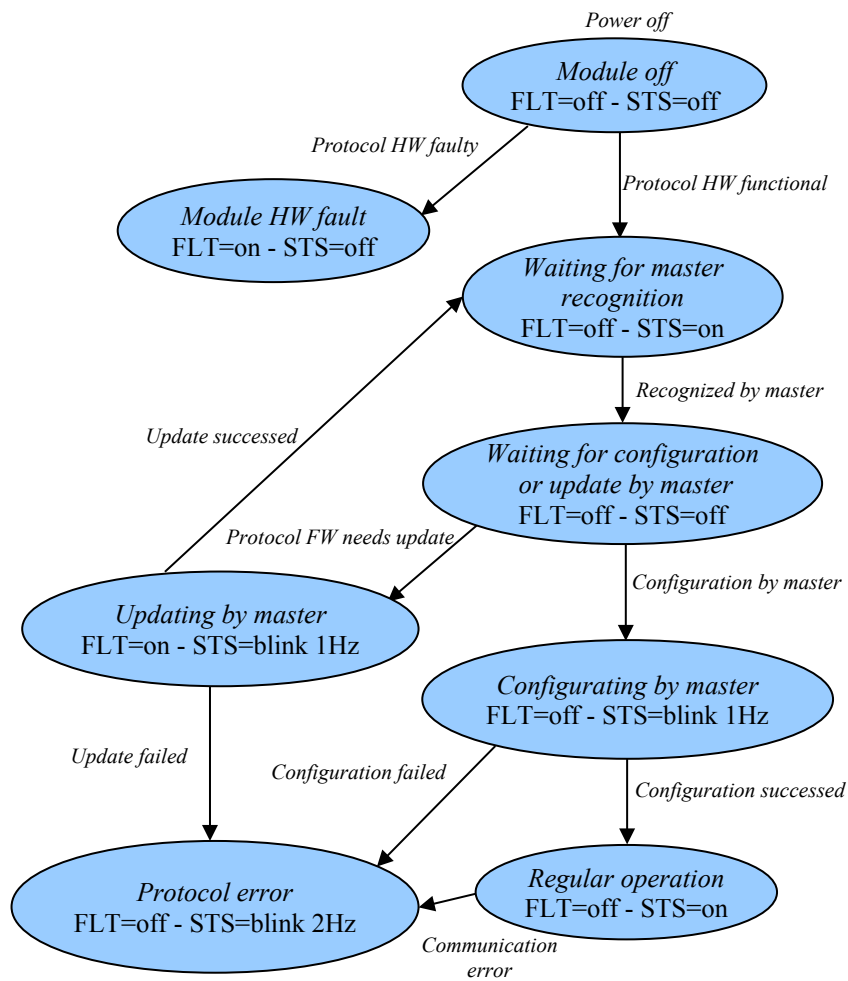 Power off
Module off
FLT=off - STS=off
Protocol HW faulty
Protocol HW functional
Module HW fault
FLT=on - STS=off
Waiting for master
recognition
FLT=off - STS=on
Recognized by master
Update successed
Waiting for configuration
or update by master
FLT=off - STS=off
Protocol FW needs update
Configuration by master
Updating by master
FLT=on - STS=blink 1Hz
Configurating by master
FLT=off - STS=blink 1Hz
Update failed
Configuration failed
Configuration successed
Protocol error
FLT=off - STS=blink 2Hz
Regular operation
FLT=off - STS=on
Communication
error